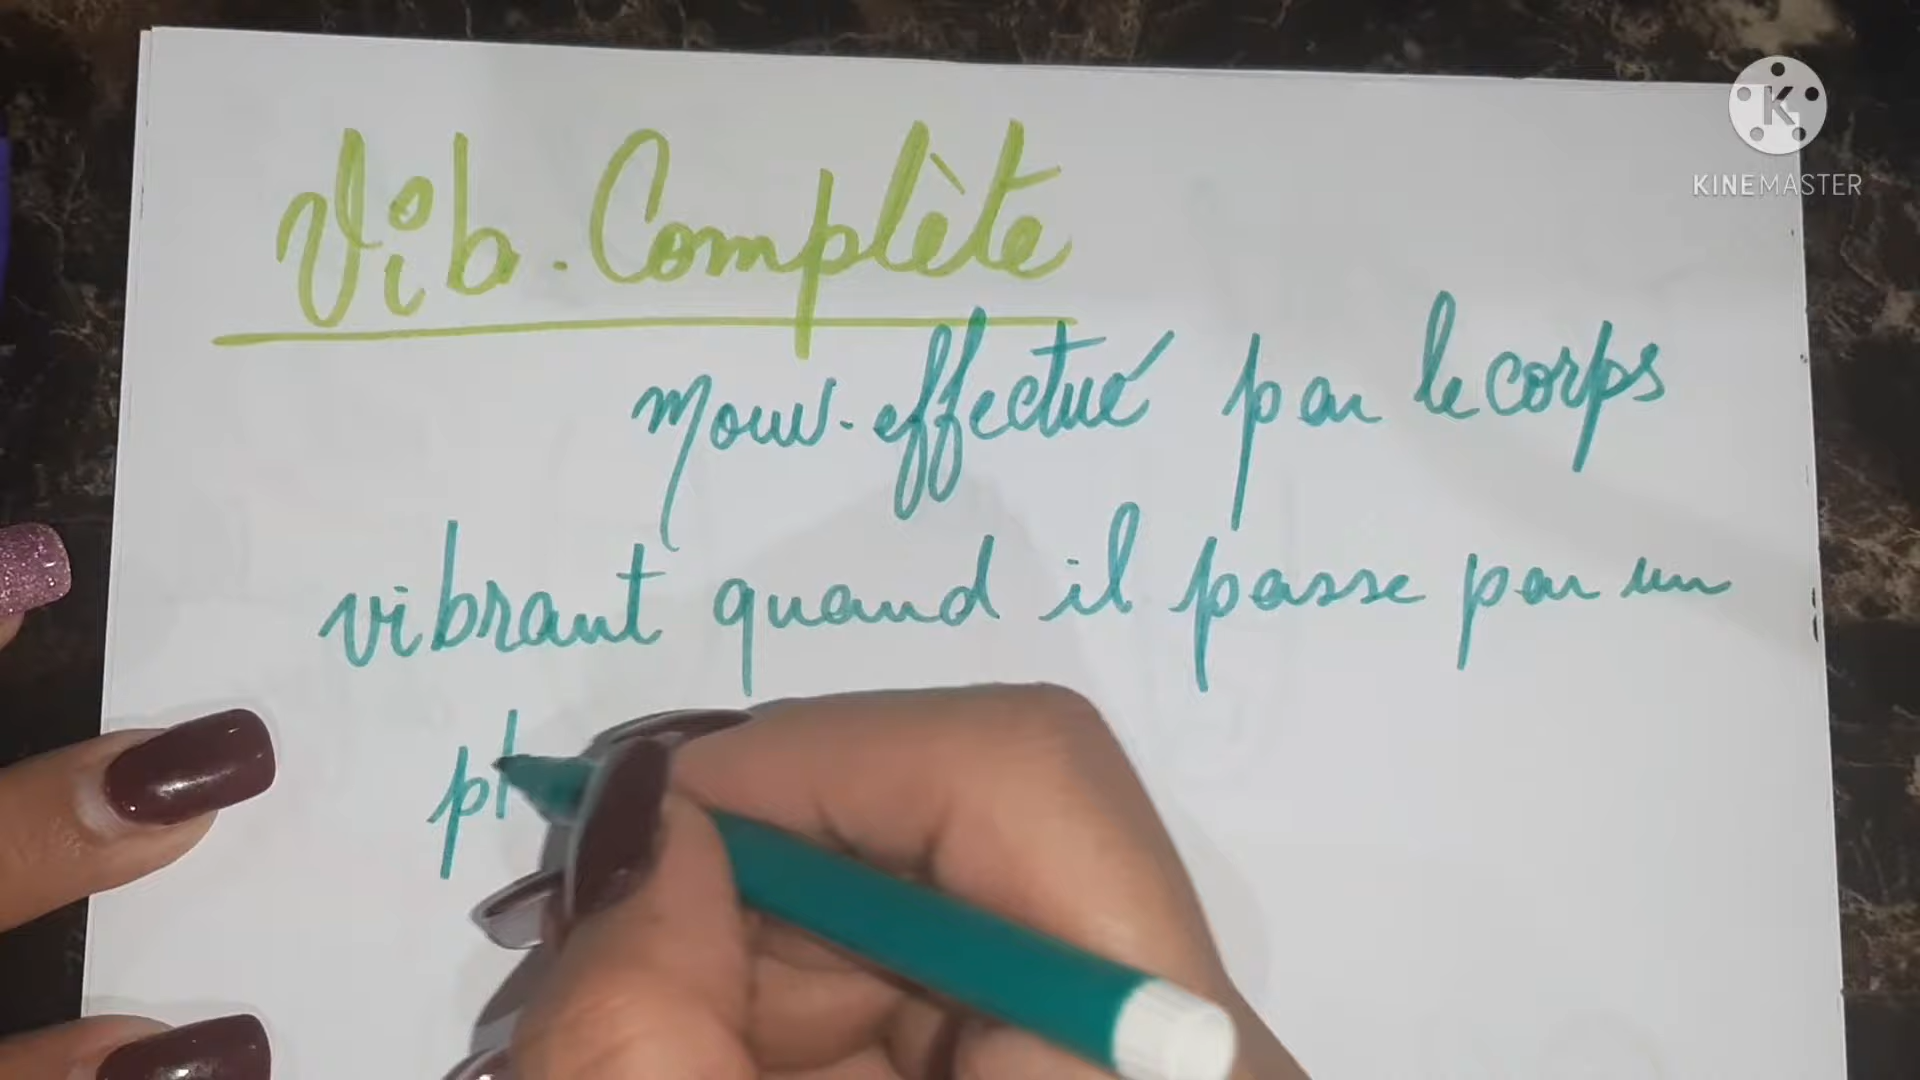 Vib. Complète
Mouv. effectué par le corps
vibrant quand il passe par un
K
KINEMASTER